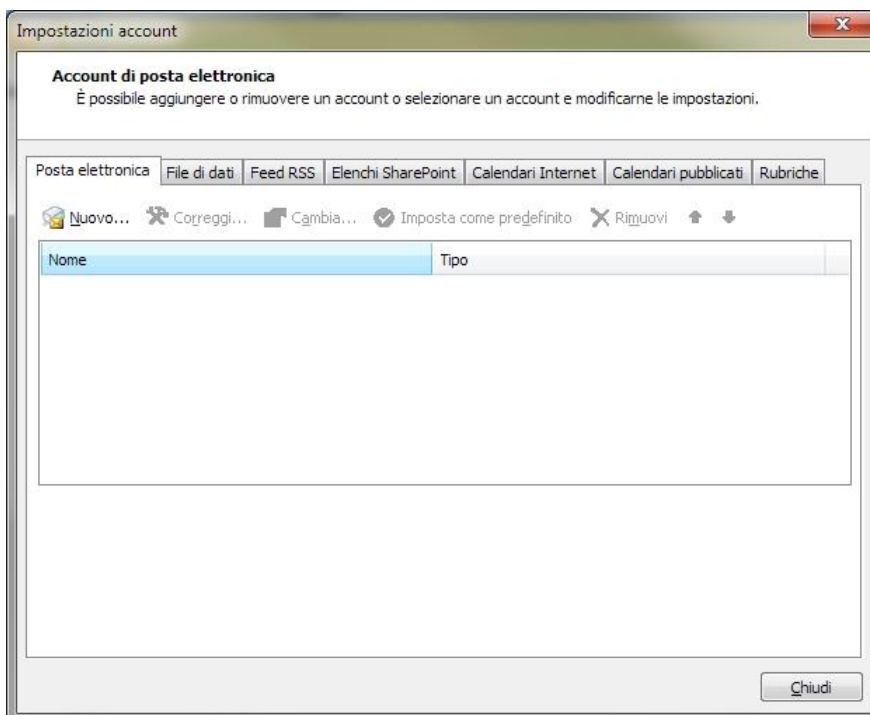 Impostazioni account
Account di posta elettronica
È possibile aggiungere o rimuovere un account o selezionare un account e modificarne le impostazioni.
Posta elettronica File di dati Feed RSS Elenchi SharePoint Calendari Internet Calendari pubblicati Rubriche
Nuovo... Correggi... Cambia... Imposta come predefinito Rimuovi
Nome Tipo
Chiudi